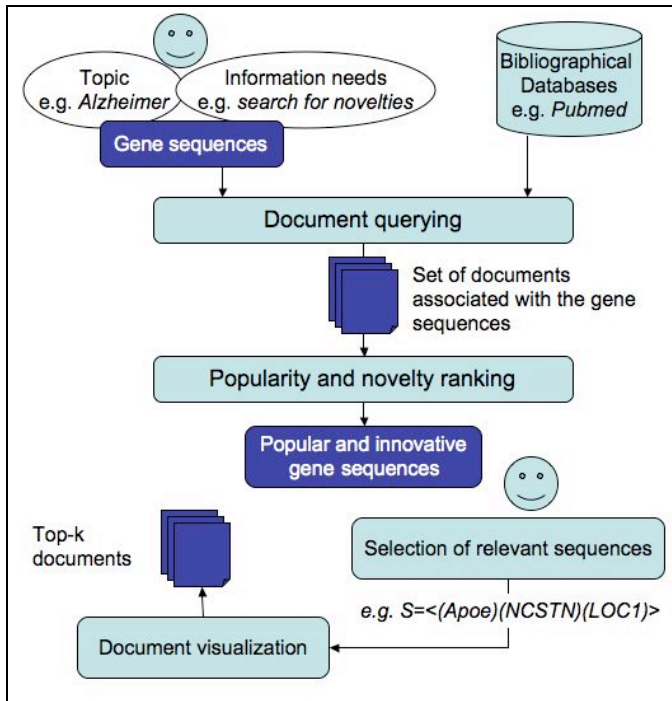 Topic
e.g. Alzheimer
Information needs
e.g. search for novelties
Bibliographical
Databases
e.g. Pubmed
Gene sequences
Document querying
Set of documents
associated with the gene
sequences
Popularity and novelty ranking
Popular and innovative
gene sequences
Top-k
documents
Selection of relevant sequences
e.g. S=<(Apoe)(NCSTN)(LOC1)>
Document visualization